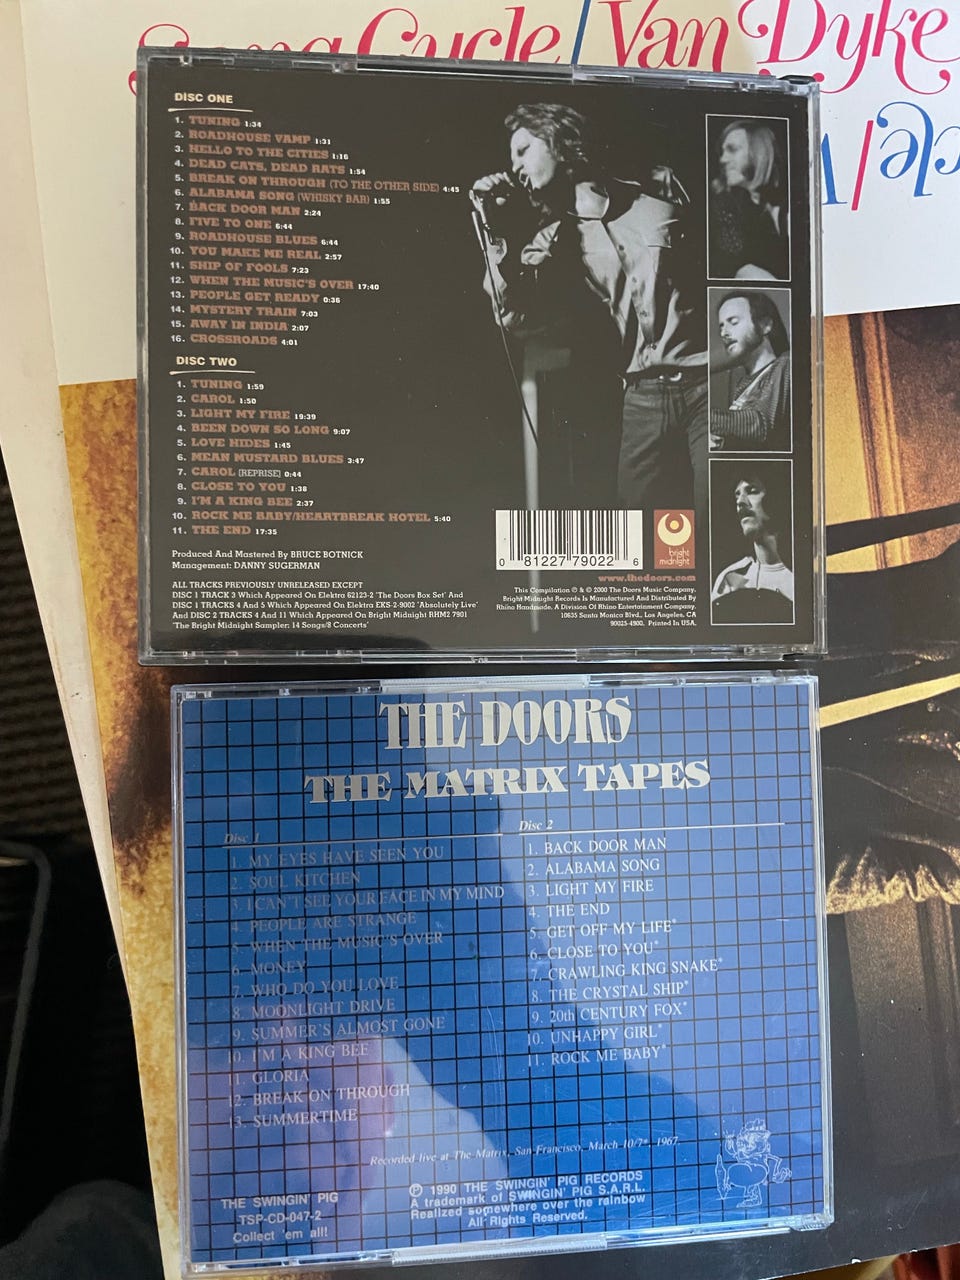 Song Cycle/Van Dyke
DISC ONE
1. TUNING 1:34
2. ROADHOUSE VAMP 1:31
3. HELLO TO THE CITIES 1:16
4. DEAD CATS, DEAD RATS 1:54
5. BREAK ON THROUGH (TO THE OTHER SIDE) 4:45
6. ALABAMA SONG (WHISKY BAR) 1:55
7. BACK DOOR MAN 2:24
8. FIVE TO ONE 6:44
9. ROADHOUSE BLUES 6:44
10. YOU MAKE ME REAL 2:57
11. SHIP OF FOOLS 7:23
12. WHEN THE MUSIC'S OVER 17:40
13. PEOPLE GET READY 0:36
14. MYSTERY TRAIN 7:03
15. AWAY IN INDIA 2:07
16. CROSSROADS 4:01
DISC TWO
1. TUNING 1:59
2. CAROL 1:50
3. LIGHT MY FIRE 19:39
4. BEEN DOWN SO LONG 9:07
5. LOVE HIDES 1:45
6. MEAN MUSTARD BLUES 3:47
7. CAROL [REPRISE] 0:44
8. CLOSE TO YOU 1:38
9. I'M A KING BEE 2:37
10. ROCK ME BABY/HEARTBREAK HOTEL 5:40
11. THE END 17:35
Produced And Mastered By BRUCE BOTNICK
Management: DANNY SUGERMAN
ALL TRACKS PREVIOUSLY UNRELEASED EXCEPT
DISC 1 TRACK 3 Which Appeared On Elektra 62123-2 'The Doors Box Set' And
DISC 1 TRACKS 4 And 5 Which Appeared On Elektra EKS-2-9002 'Absolutely Live'
And DISC 2 TRACKS 4 And 11 Which Appeared On Bright Midnight RHM2 7901
'The Bright Midnight Sampler: 14 Songs/8 Concerts'
0 81227 79022 6
bright
midnight
www.thedoors.com
This Compilation ℗ & © 2000 The Doors Music Company.
Bright Midnight Records Is Manufactured And Distributed By
Rhino Handmade, A Division Of Rhino Entertainment Company.
10635 Santa Monica Blvd., Los Angeles, CA
90025-4900. Printed In USA.
THE DOORS
THE MATRIX TAPES
Disc 1
1. MY EYES HAVE SEEN YOU
2. SOUL KITCHEN
3. I CAN'T SEE YOUR FACE IN MY MIND
4. PEOPLE ARE STRANGE
5. WHEN THE MUSIC'S OVER
6. MONEY
7. WHO DO YOU LOVE
8. MOONLIGHT DRIVE
9. SUMMER'S ALMOST GONE
10. I'M A KING BEE
11. GLORIA
12. BREAK ON THROUGH
13. SUMMERTIME
Disc 2
1. BACK DOOR MAN
2. ALABAMA SONG
3. LIGHT MY FIRE
4. THE END
5. GET OFF MY LIFE*
6. CLOSE TO YOU*
7. CRAWLING KING SNAKE*
8. THE CRYSTAL SHIP*
9. 20th CENTURY FOX*
10. UNHAPPY GIRL*
11. ROCK ME BABY*
Recorded live at The Matrix, San Francisco, March 10/7*, 1967
THE SWINGIN' PIG
TSP-CD-047-2
Collect 'em all!
℗ 1990 THE SWINGIN' PIG RECORDS
A trademark of SWINGIN' PIG S.A.R.L.
Realized somewhere over the rainbow
All Rights Reserved.